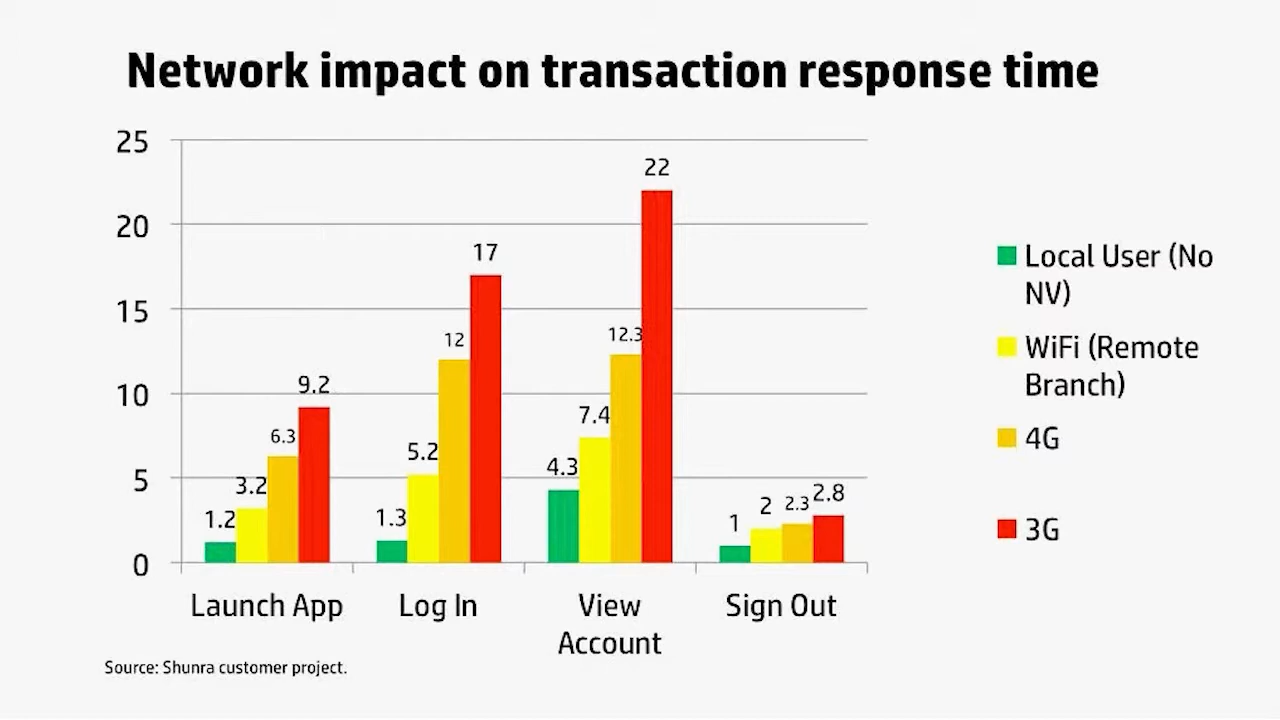 Network impact on transaction response time
25
20
15
10
5
0
1.2
3.2
6.3
9.2
1.3
5.2
12
17
4.3
7.4
12.3
22
1
2
2.3
2.8
Launch App
Log In
View
Account
Sign Out
Local User (No
NV)
WiFi (Remote
Branch)
4G
3G
Source: Shunra customer project.